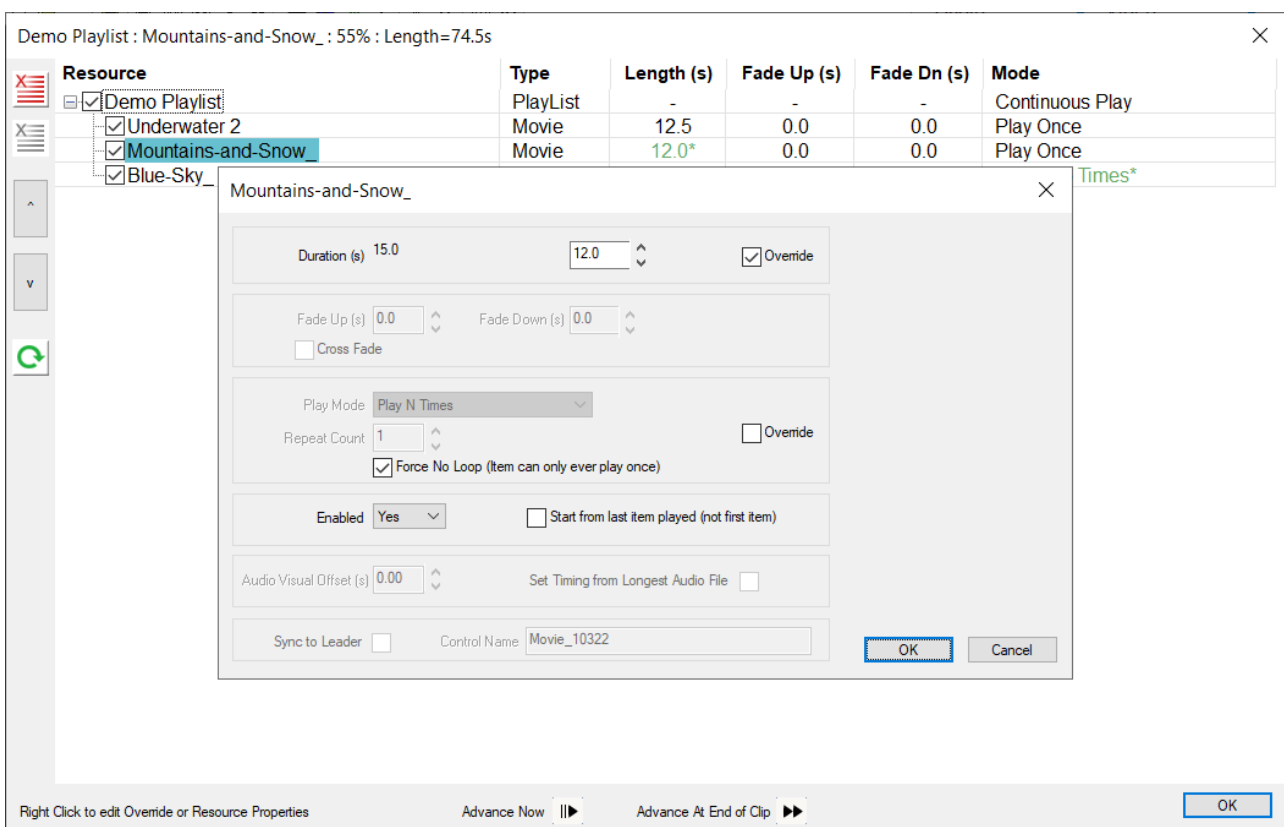 Demo Playlist : Mountains-and-Snow_ : 55% : Length=74.5s
Resource Type Length (s) Fade Up (s) Fade Dn (s) Mode
Demo Playlist PlayList - - - Continuous Play
Underwater 2 Movie 12.5 0.0 0.0 Play Once
Mountains-and-Snow_ Movie 12.0* 0.0 0.0 Play Once
Blue-Sky_ Times*
^
v
Mountains-and-Snow_
Duration (s) 15.0 12.0 Override
Fade Up (s) 0.0 Fade Down (s) 0.0
Cross Fade
Play Mode Play N Times
Repeat Count 1 Override
Force No Loop (Item can only ever play once)
Enabled Yes Start from last item played (not first item)
Audio Visual Offset (s) 0.00 Set Timing from Longest Audio File
Sync to Leader Control Name Movie_10322
OK Cancel
Right Click to edit Override or Resource Properties Advance Now Advance At End of Clip OK